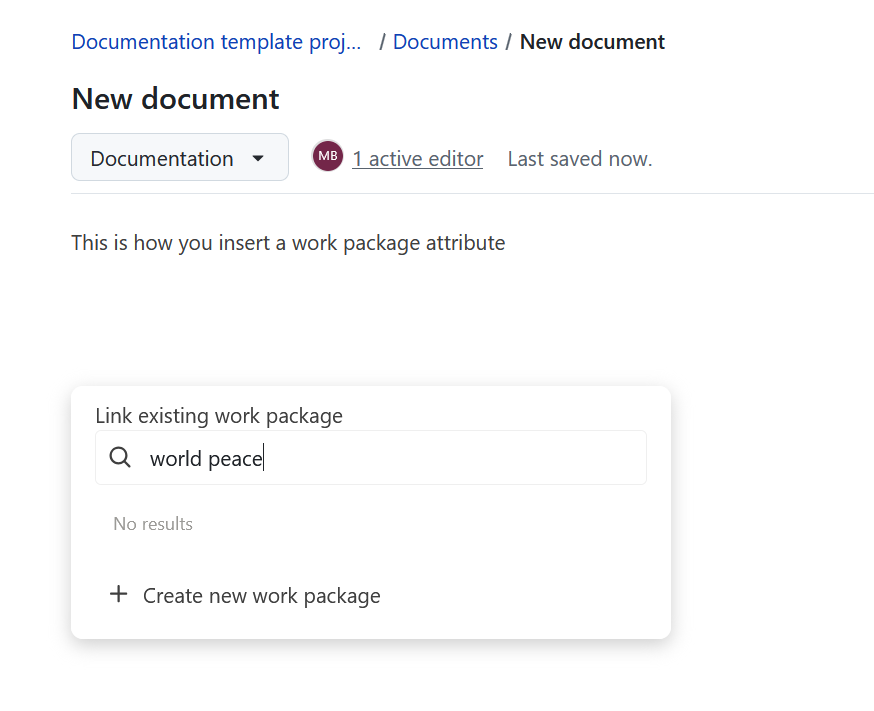 Documentation template proj... / Documents / New document
New document
Documentation MB 1 active editor Last saved now.
This is how you insert a work package attribute
Link existing work package
world peace
No results
Create new work package